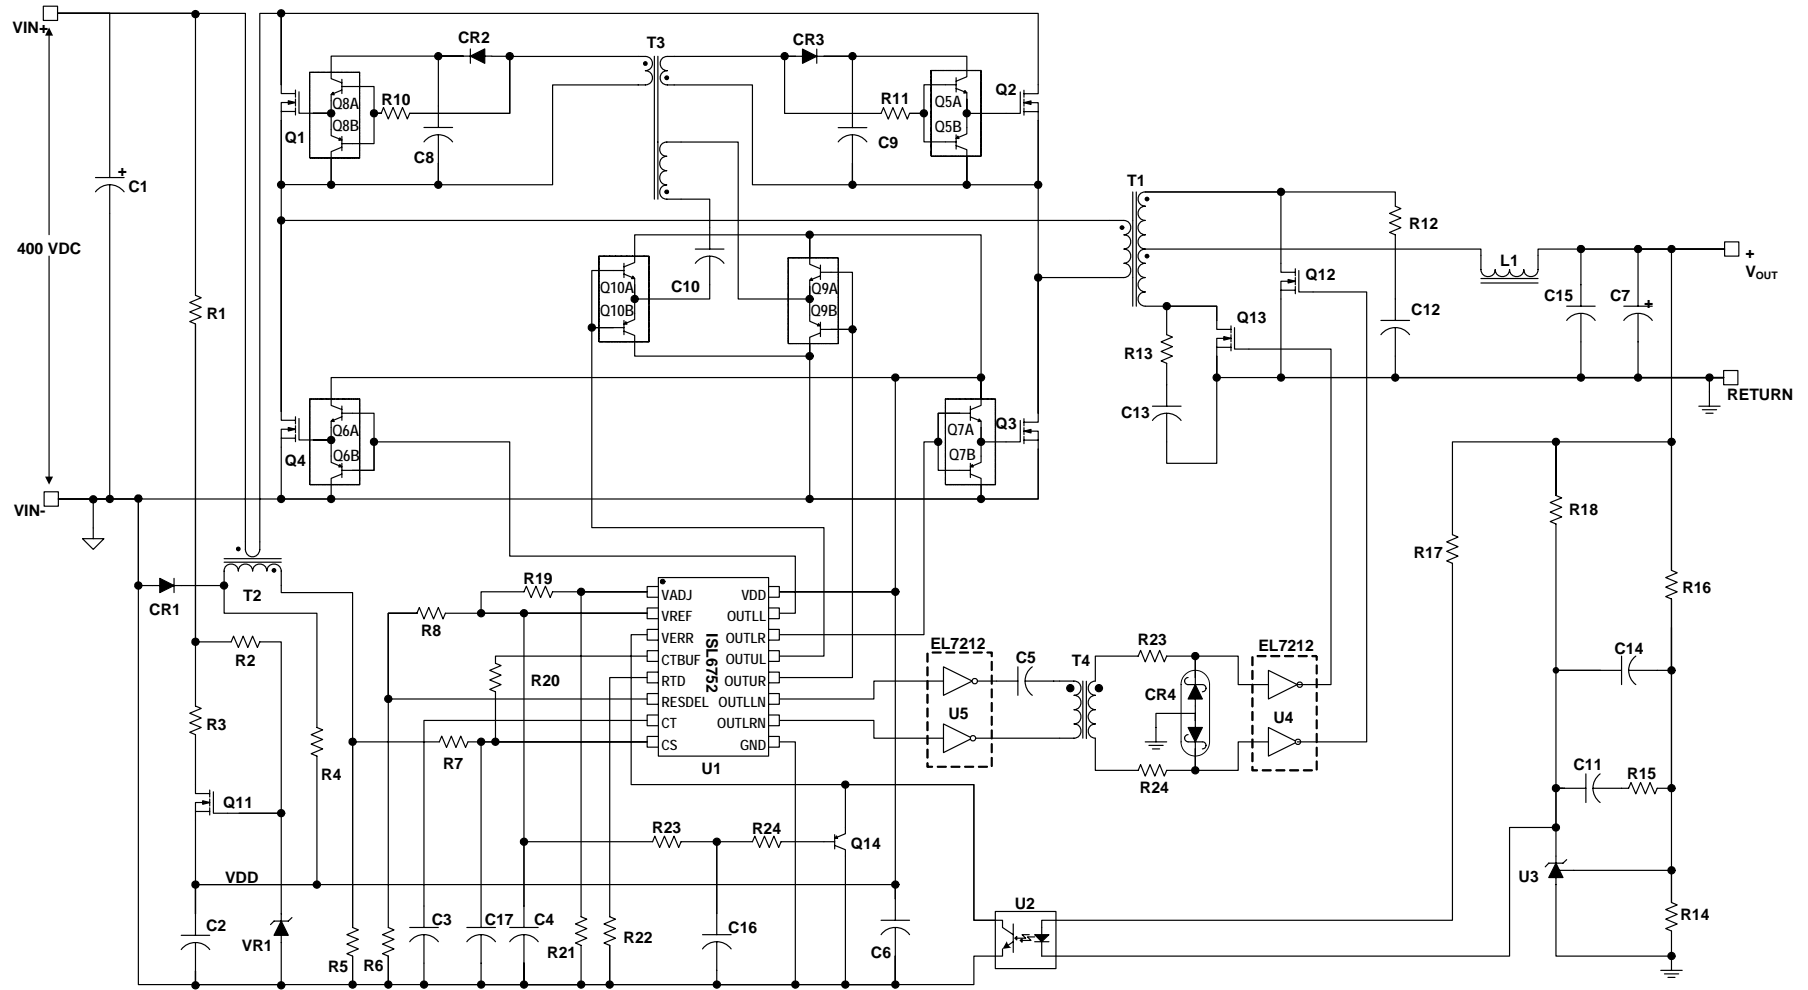 VIN+
400 VDC
VIN-
C1
R1
CR2
T3
CR3
Q8A
Q8B
R10
Q1
C8
R11
C9
Q5A
Q5B
Q2
T1
R12
Q12
C12
Q13
R13
C13
L1
C15
C7
+
VOUT
RETURN
Q10A
Q10B
C10
Q9A
Q9B
Q6A
Q6B
Q4
Q7A
Q7B
Q3
R18
R17
R16
C14
CR1
T2
R2
R3
R4
Q11
R19
R8
R20
R7
VADJ
VREF
VERR
CTBUF
RTD
RESDEL
CT
CS
ISL6752
VDD
OUTLL
OUTLR
OUTUL
OUTUR
OUTLLN
OUTLRN
GND
U1
EL7212
U5
C5
T4
R23
CR4
R24
EL7212
U4
C11
R15
U3
R14
R23
R24
Q14
VDD
C2
VR1
R5
R6
C3
C17
C4
R21
R22
C16
C6
U2
+
+